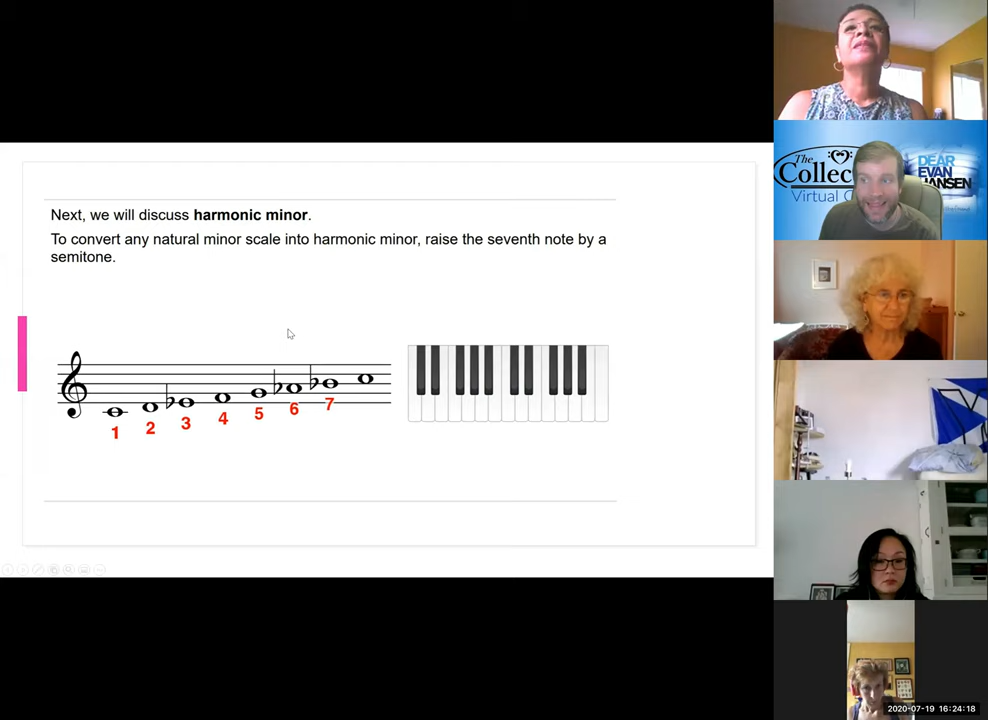 Next, we will discuss harmonic minor.
To convert any natural minor scale into harmonic minor, raise the seventh note by a
semitone.
1 2 3 4 5 6 7
The
Collec
Virtual
DEAR
EVAN
HANSEN
2020-07-19 16:24:18